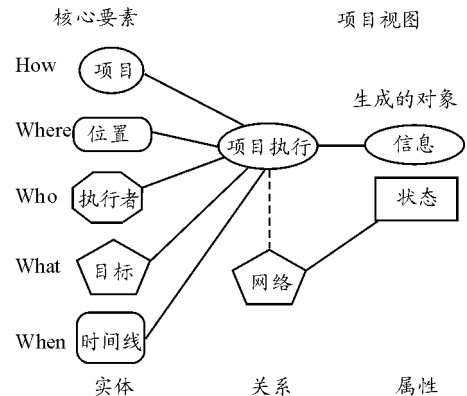 核心要素 项目视图
How 项目
生成的对象
Where 位置 项目执行 信息
Who 执行者 状态
What 目标 网络
When 时间线
实体 关系 属性